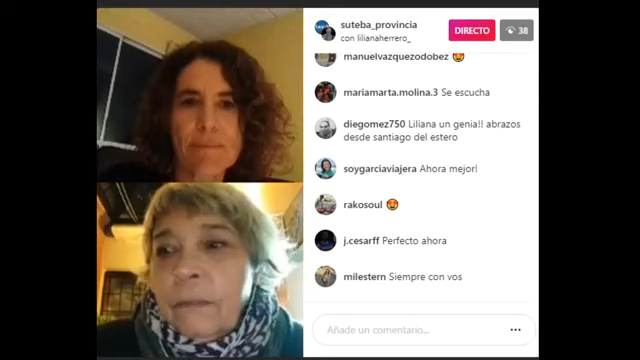 suteba_provincia
con lilianaherrero_
DIRECTO
38
manuelvazquezodobez 😍
mariamarta.molina.3 Se escucha
diegomez750 Liliana un genia!! abrazos
desde santiago del estero
soygarciaviajera Ahora mejor!
rakosoul 😍
j.cesarff Perfecto ahora
milestern Siempre con vos
Añade un comentario...